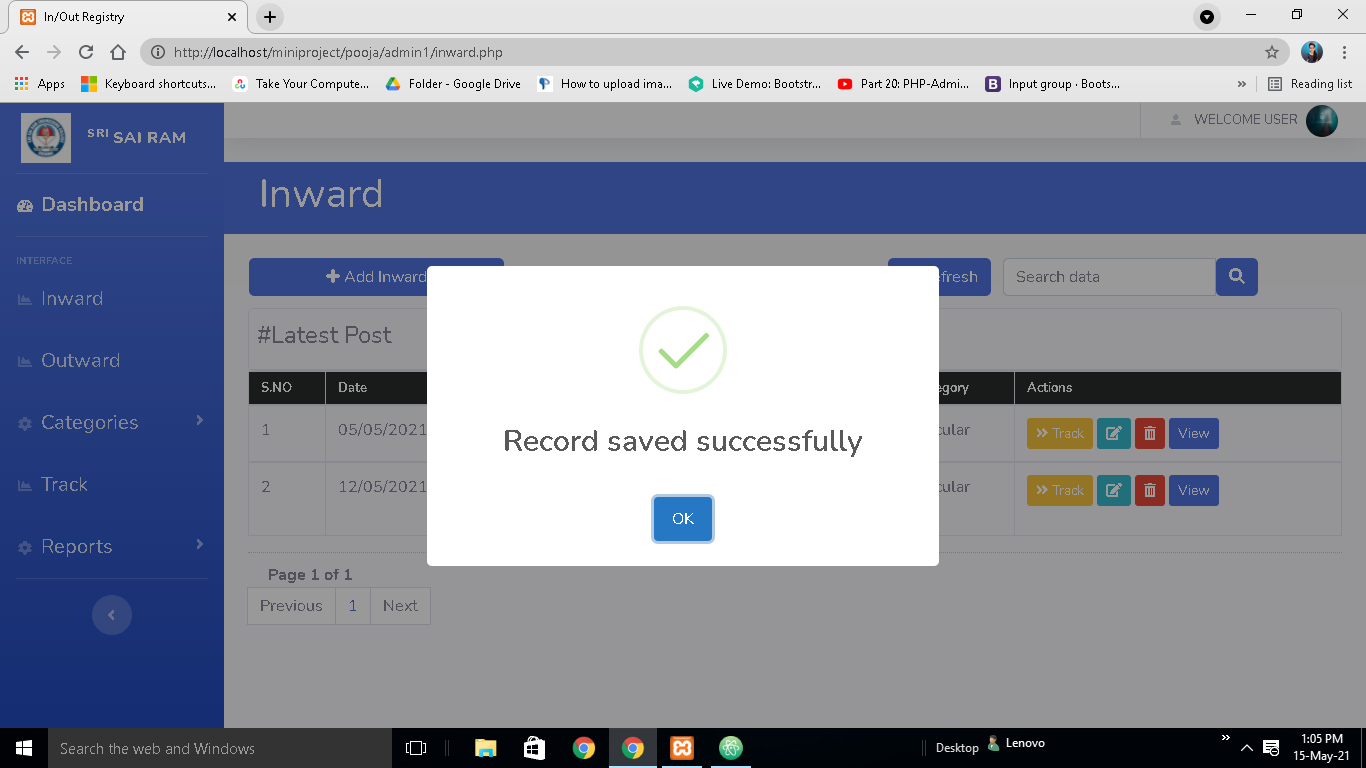 In/Out Registry
http://localhost/miniproject/pooja/admin1/inward.php
Apps Keyboard shortcuts... Take Your Compute... Folder - Google Drive How to upload ima... Live Demo: Bootstr... Part 20: PHP-Admi... Input group · Boots... » Reading list
SRI SAI RAM
WELCOME USER
Dashboard
Inward
INTERFACE
Inward
Outward
Categories
Track
Reports
Add Inward
efresh
Search data
#Latest Post
S.NO Date egory Actions
1 05/05/2021 cular Track View
2 12/05/2021 cular Track View
Page 1 of 1
Previous 1 Next
Record saved successfully
OK
Search the web and Windows
Desktop
Lenovo
1:05 PM
15-May-21